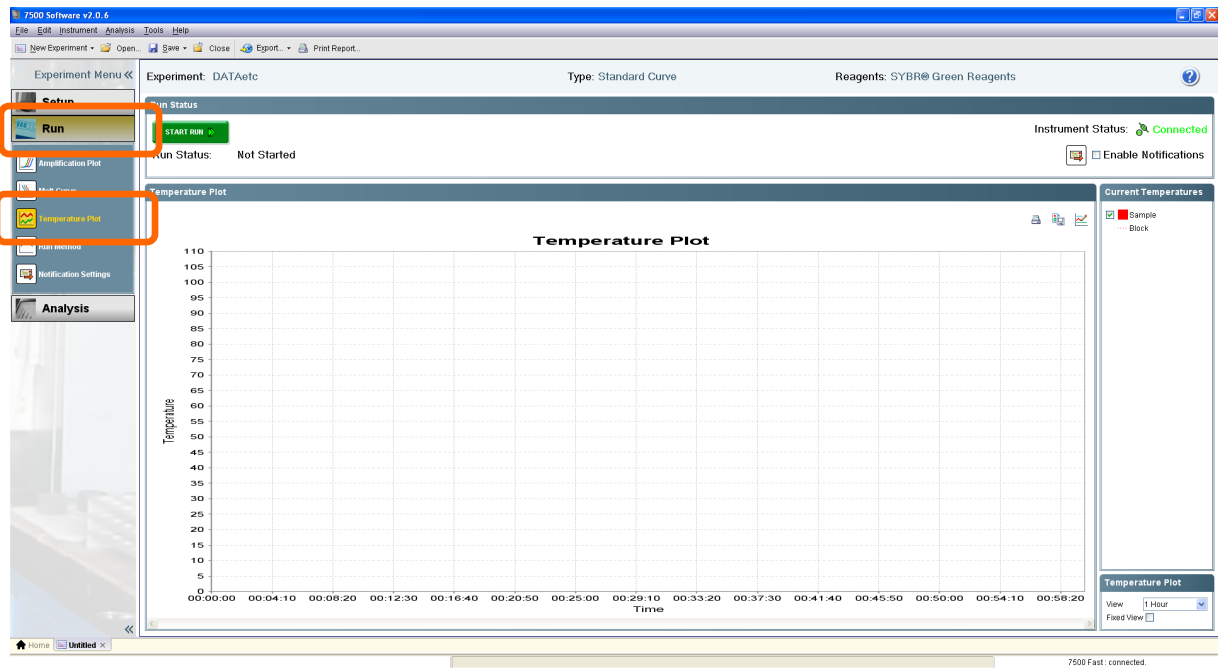 7500 Software v2.0.6
File Edit Instrument Analysis Tools Help
New Experiment Open... Save Close Export... Print Report...
Experiment Menu «
Experiment: DATAetc Type: Standard Curve Reagents: SYBR® Green Reagents ?
Setup
Run
Amplification Plot
Melt Curve
Temperature Plot
Run Method
Notification Settings
Analysis
«
Run Status
START RUN
Instrument Status: Connected
Run Status: Not Started
Enable Notifications
Temperature Plot
Temperature Plot
110
105
100
95
90
85
80
75
70
65
60
55
50
45
40
35
30
25
20
15
10
5
0
Temperature
00:00:00 00:04:10 00:08:20 00:12:30 00:16:40 00:20:50 00:25:00 00:29:10 00:33:20 00:37:30 00:41:40 00:45:50 00:50:00 00:54:10 00:58:20
Time
Current Temperatures
Sample
Block
Temperature Plot
View 1 Hour
Fixed View
Home Untitled ×
7500 Fast : connected.